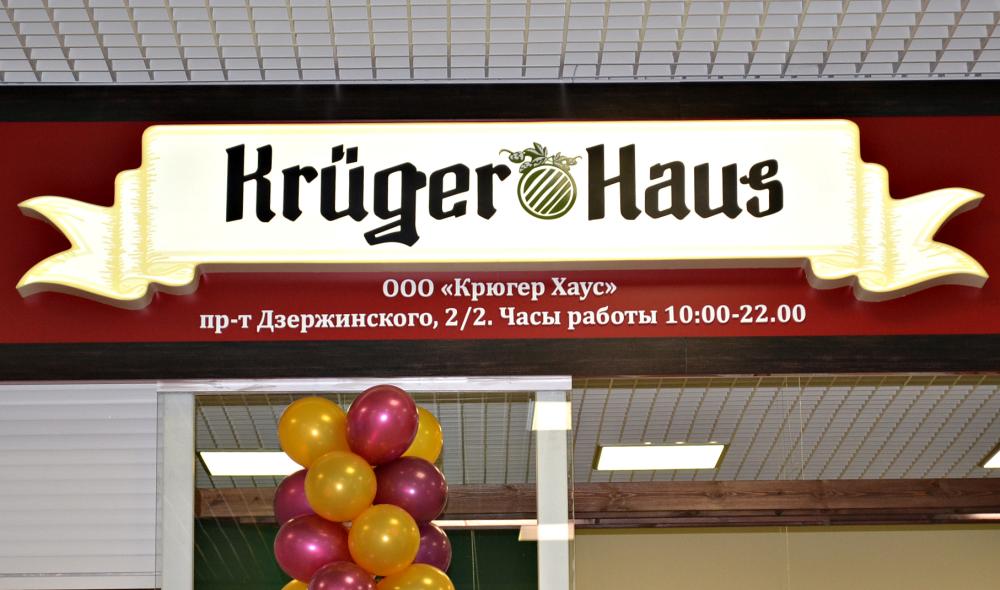 Krüger Haus
ООО «Крюгер Хаус»
пр-т Дзержинского, 2/2. Часы работы 10:00-22.00